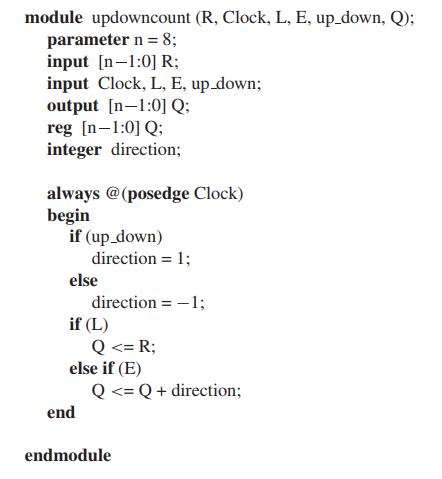 module updowncount (R, Clock, L, E, up_down, Q);
parameter n = 8;
input [n−1:0] R;
input Clock, L, E, up_down;
output [n−1:0] Q;
reg [n−1:0] Q;
integer direction;
always @(posedge Clock)
begin
if (up_down)
direction = 1;
else
direction = −1;
if (L)
Q <= R;
else if (E)
Q <= Q + direction;
end
endmodule